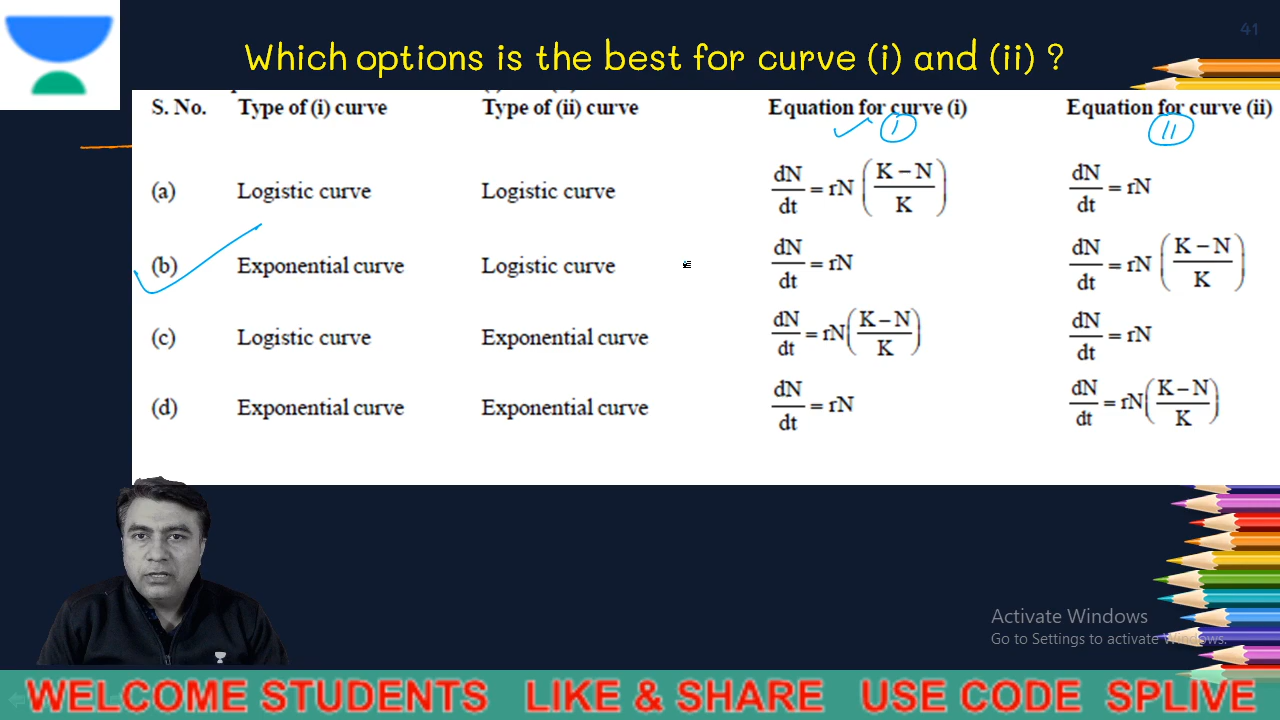 41
Which options is the best for curve (i) and (ii) ?
S. No. Type of (i) curve Type of (ii) curve Equation for curve (i) Equation for curve (ii)
I II
(a) Logistic curve Logistic curve dN/dt = rN ((K − N)/K) dN/dt = rN
(b) Exponential curve Logistic curve dN/dt = rN dN/dt = rN ((K − N)/K)
(c) Logistic curve Exponential curve dN/dt = rN((K − N)/K) dN/dt = rN
(d) Exponential curve Exponential curve dN/dt = rN dN/dt = rN((K − N)/K)
Activate Windows
Go to Settings to activate Windows.
WELCOME STUDENTS LIKE & SHARE USE CODE SPLIVE